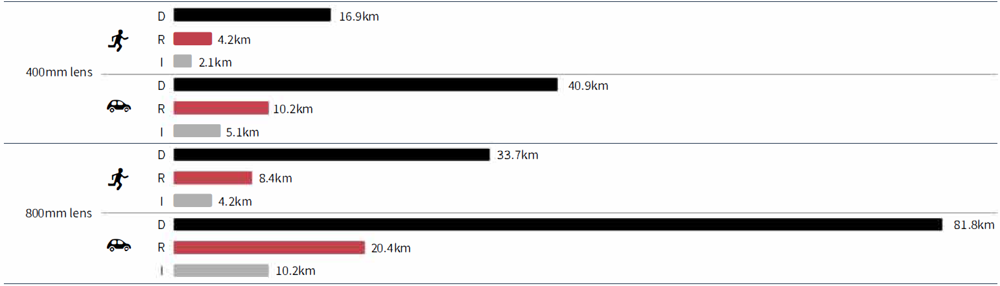 D 16.9km
R 4.2km
I 2.1km
400mm lens
D 40.9km
R 10.2km
I 5.1km
D 33.7km
R 8.4km
I 4.2km
800mm lens
D 81.8km
R 20.4km
I 10.2km